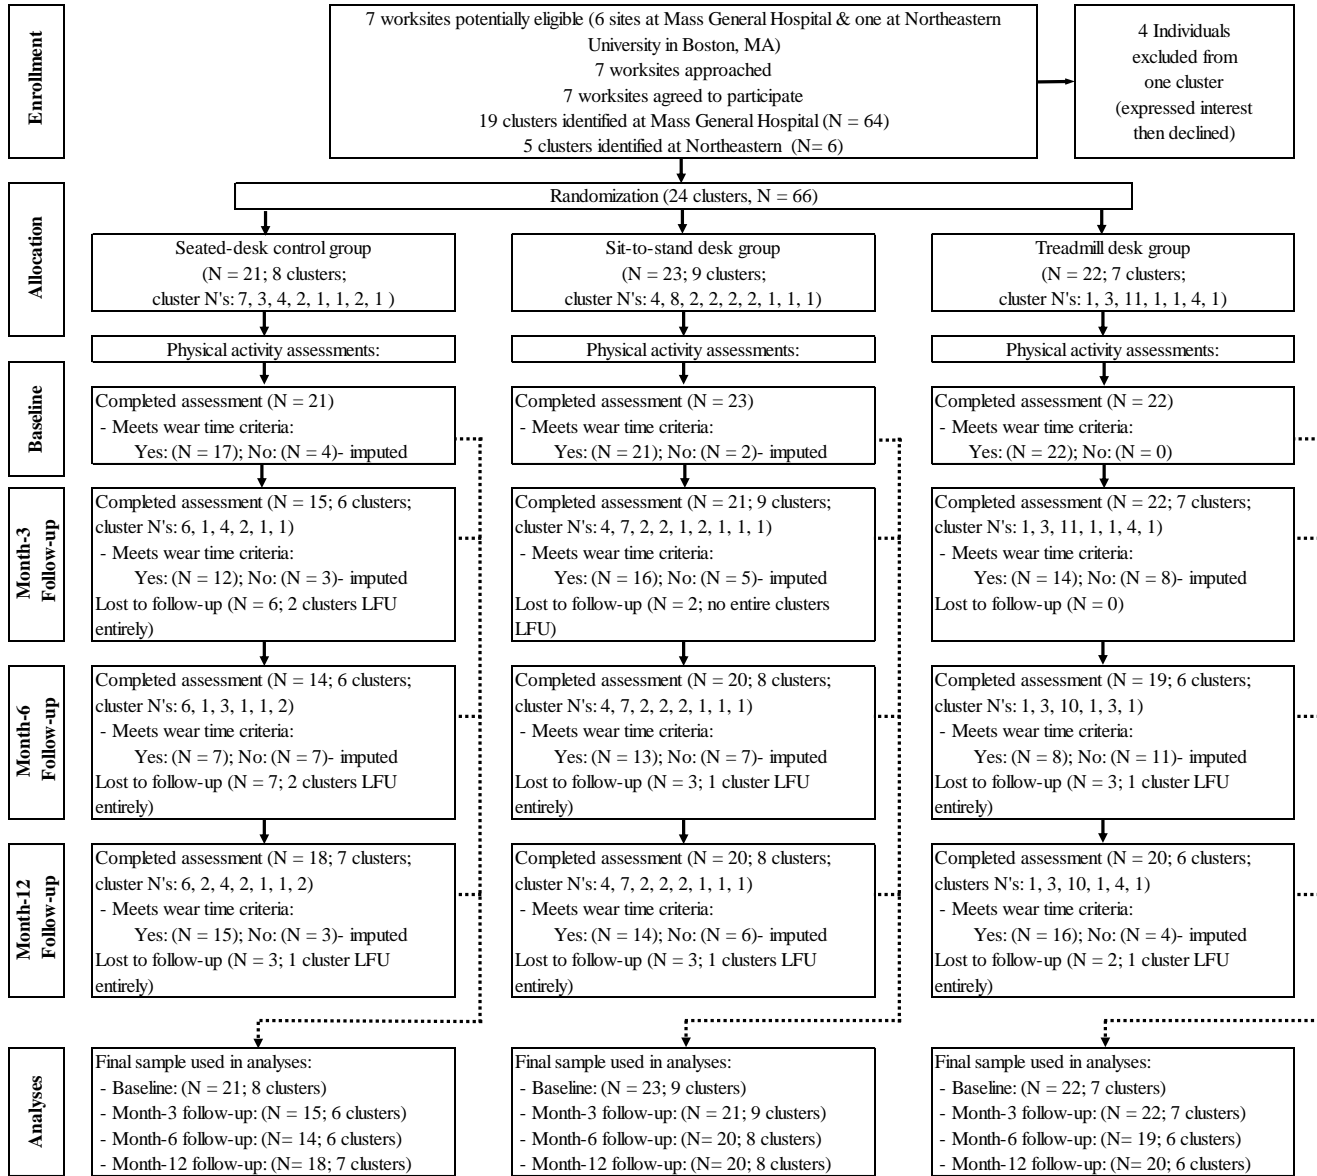 Enrollment
7 worksites potentially eligible (6 sites at Mass General Hospital & one at Northeastern
University in Boston, MA)
7 worksites approached
7 worksites agreed to participate
19 clusters identified at Mass General Hospital (N = 64)
5 clusters identified at Northeastern (N= 6)
4 Individuals
excluded from
one cluster
(expressed interest
then declined)
Allocation
Randomization (24 clusters, N = 66)
Seated-desk control group
(N = 21; 8 clusters;
cluster N's: 7, 3, 4, 2, 1, 1, 2, 1 )
Sit-to-stand desk group
(N = 23; 9 clusters;
cluster N's: 4, 8, 2, 2, 2, 2, 1, 1, 1)
Treadmill desk group
(N = 22; 7 clusters;
cluster N's: 1, 3, 11, 1, 1, 4, 1)
Physical activity assessments:
Physical activity assessments:
Physical activity assessments:
Baseline
Completed assessment (N = 21)
- Meets wear time criteria:
Yes: (N = 17); No: (N = 4)- imputed
Completed assessment (N = 23)
- Meets wear time criteria:
Yes: (N = 21); No: (N = 2)- imputed
Completed assessment (N = 22)
- Meets wear time criteria:
Yes: (N = 22); No: (N = 0)
Month-3
Follow-up
Completed assessment (N = 15; 6 clusters;
cluster N's: 6, 1, 4, 2, 1, 1)
- Meets wear time criteria:
Yes: (N = 12); No: (N = 3)- imputed
Lost to follow-up (N = 6; 2 clusters LFU
entirely)
Completed assessment (N = 21; 9 clusters;
cluster N's: 4, 7, 2, 2, 1, 2, 1, 1, 1)
- Meets wear time criteria:
Yes: (N = 16); No: (N = 5)- imputed
Lost to follow-up (N = 2; no entire clusters
LFU)
Completed assessment (N = 22; 7 clusters;
cluster N's: 1, 3, 11, 1, 1, 4, 1)
- Meets wear time criteria:
Yes: (N = 14); No: (N = 8)- imputed
Lost to follow-up (N = 0)
Month-6
Follow-up
Completed assessment (N = 14; 6 clusters;
cluster N's: 6, 1, 3, 1, 1, 2)
- Meets wear time criteria:
Yes: (N = 7); No: (N = 7)- imputed
Lost to follow-up (N = 7; 2 clusters LFU
entirely)
Completed assessment (N = 20; 8 clusters;
cluster N's: 4, 7, 2, 2, 2, 1, 1, 1)
- Meets wear time criteria:
Yes: (N = 13); No: (N = 7)- imputed
Lost to follow-up (N = 3; 1 cluster LFU
entirely)
Completed assessment (N = 19; 6 clusters;
cluster N's: 1, 3, 10, 1, 3, 1)
- Meets wear time criteria:
Yes: (N = 8); No: (N = 11)- imputed
Lost to follow-up (N = 3; 1 cluster LFU
entirely)
Month-12
Follow-up
Completed assessment (N = 18; 7 clusters;
cluster N's: 6, 2, 4, 2, 1, 1, 2)
- Meets wear time criteria:
Yes: (N = 15); No: (N = 3)- imputed
Lost to follow-up (N = 3; 1 cluster LFU
entirely)
Completed assessment (N = 20; 8 clusters;
cluster N's: 4, 7, 2, 2, 2, 1, 1, 1)
- Meets wear time criteria:
Yes: (N = 14); No: (N = 6)- imputed
Lost to follow-up (N = 3; 1 clusters LFU
entirely)
Completed assessment (N = 20; 6 clusters;
clusters N's: 1, 3, 10, 1, 4, 1)
- Meets wear time criteria:
Yes: (N = 16); No: (N = 4)- imputed
Lost to follow-up (N = 2; 1 cluster LFU
entirely)
Analyses
Final sample used in analyses:
- Baseline: (N = 21; 8 clusters)
- Month-3 follow-up: (N = 15; 6 clusters)
- Month-6 follow-up: (N= 14; 6 clusters)
- Month-12 follow-up: (N= 18; 7 clusters)
Final sample used in analyses:
- Baseline: (N = 23; 9 clusters)
- Month-3 follow-up: (N = 21; 9 clusters)
- Month-6 follow-up: (N= 20; 8 clusters)
- Month-12 follow-up: (N= 20; 8 clusters)
Final sample used in analyses:
- Baseline: (N = 22; 7 clusters)
- Month-3 follow-up: (N = 22; 7 clusters)
- Month-6 follow-up: (N= 19; 6 clusters)
- Month-12 follow-up: (N= 20; 6 clusters)